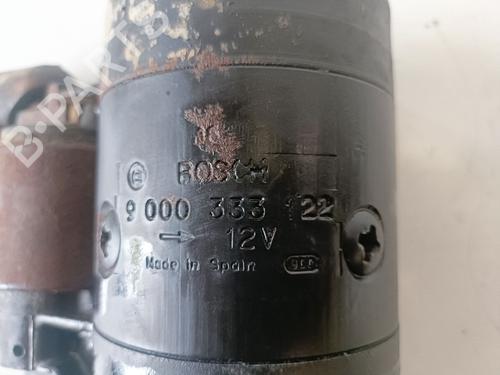 BOSCH
9 000 333 122
→ 12V
Made in Spain
B-PARTS